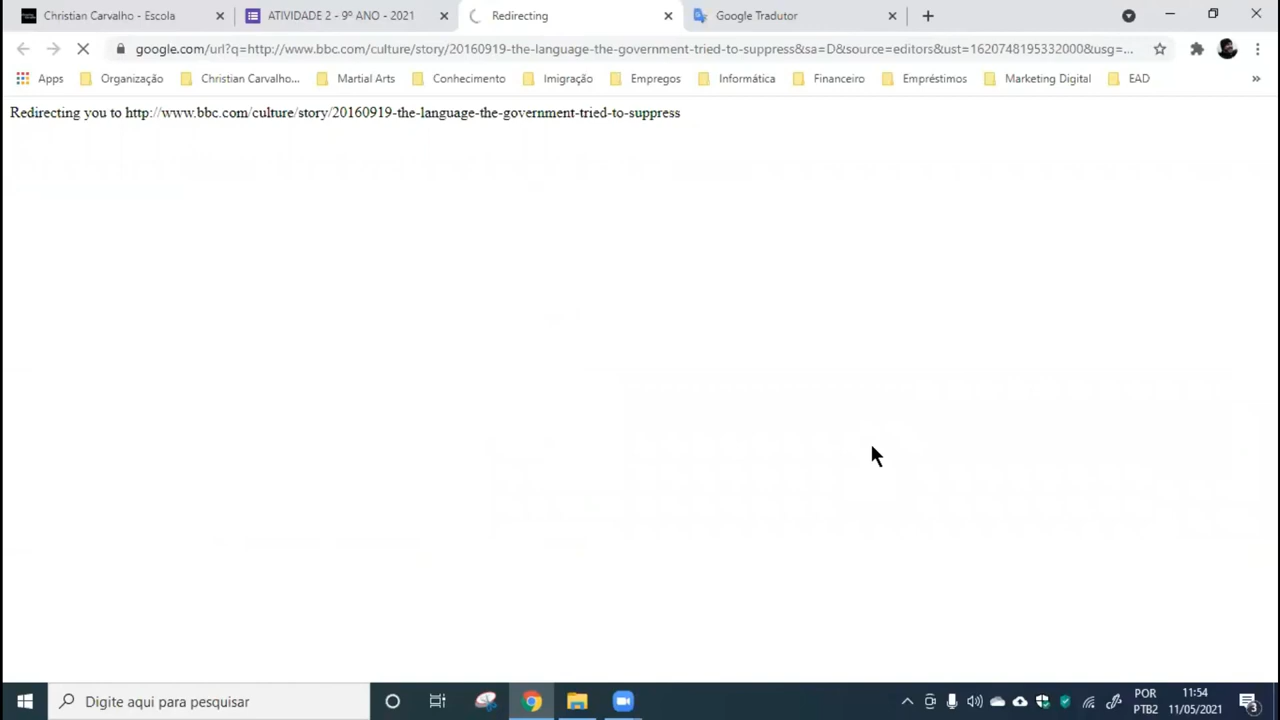 Christian Carvalho - Escola
ATIVIDADE 2 - 9º ANO - 2021
Redirecting
Google Tradutor
google.com/url?q=http://www.bbc.com/culture/story/20160919-the-language-the-government-tried-to-suppress&sa=D&source=editors&ust=1620748195332000&usg=...
Apps
Organização
Christian Carvalho...
Martial Arts
Conhecimento
Imigração
Empregos
Informática
Financeiro
Empréstimos
Marketing Digital
EAD
»
Redirecting you to http://www.bbc.com/culture/story/20160919-the-language-the-government-tried-to-suppress
Digite aqui para pesquisar
POR
PTB2
11:54
11/05/2021
3